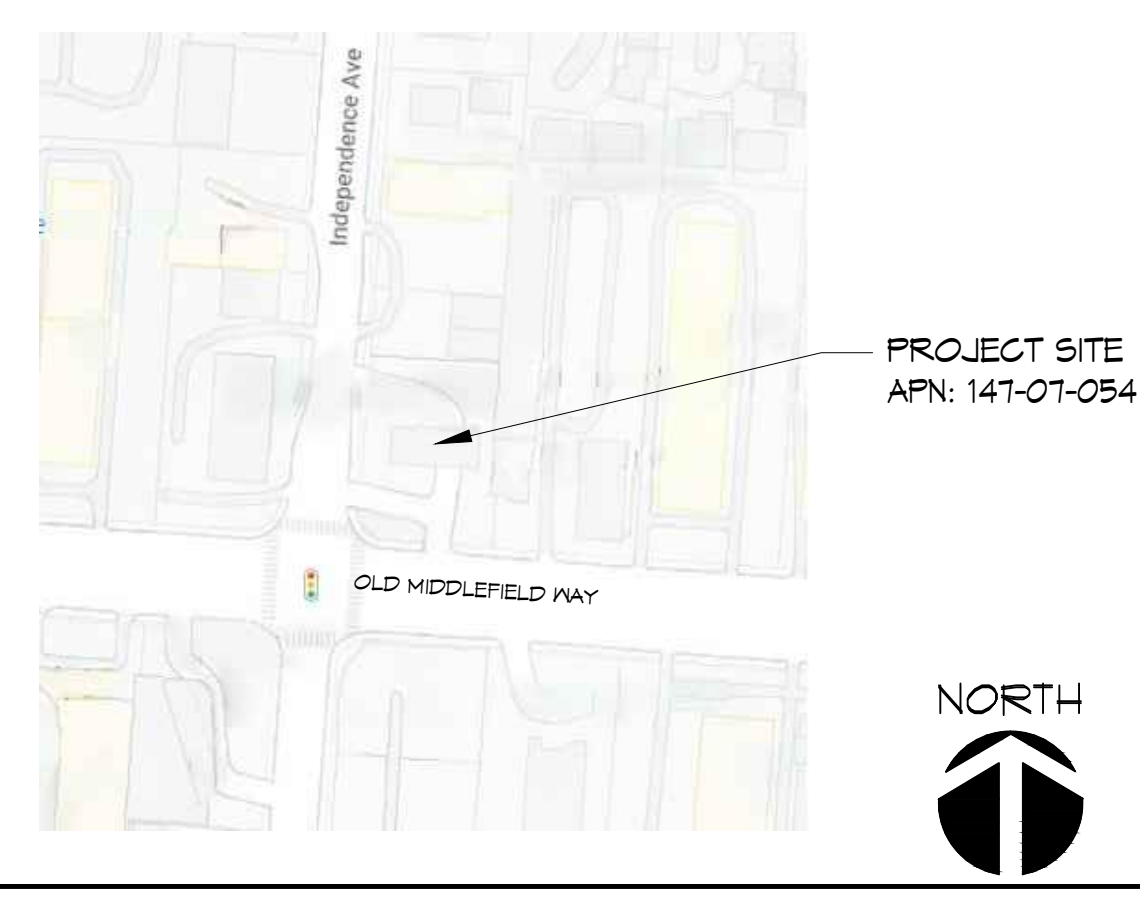 Independence Ave
PROJECT SITE
APN: 147-07-054
OLD MIDDLEFIELD WAY
NORTH